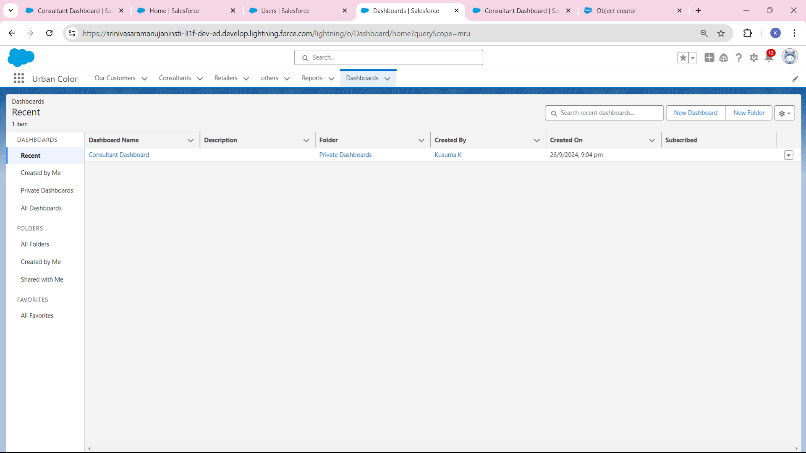 Consultant Dashboard | Sa
Home | Salesforce
Users | Salesforce
Dashboards | Salesforce
Consultant Dashboard | Sa
Object creator
https://srinivasaramanujaninsti-31f-dev-ed.develop.lightning.force.com/lightning/o/Dashboard/home?queryScope=mru
K
Search...
12
Urban Color
Our Customers
Consultants
Retailers
others
Reports
Dashboards
Dashboards
Recent
1 item
Search recent dashboards...
New Dashboard
New Folder
DASHBOARDS
Recent
Created by Me
Private Dashboards
All Dashboards
FOLDERS
All Folders
Created by Me
Shared with Me
FAVORITES
All Favorites
Dashboard Name Description Folder Created By Created On Subscribed
Consultant Dashboard Private Dashboards Kusuma K 26/9/2024, 9:04 pm